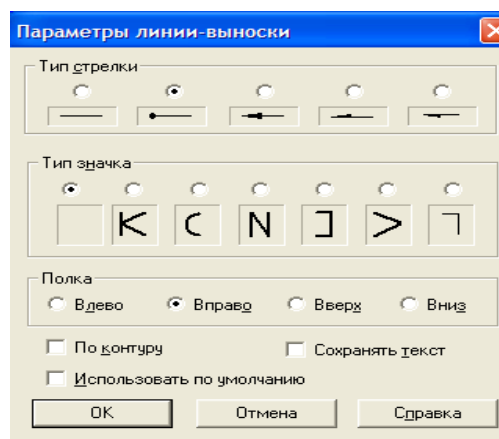 Параметры линии-выноски
Тип стрелки
Тип значка
Полка
Влево Вправо Вверх Вниз
По контуру Сохранять текст
Использовать по умолчанию
OK Отмена Справка